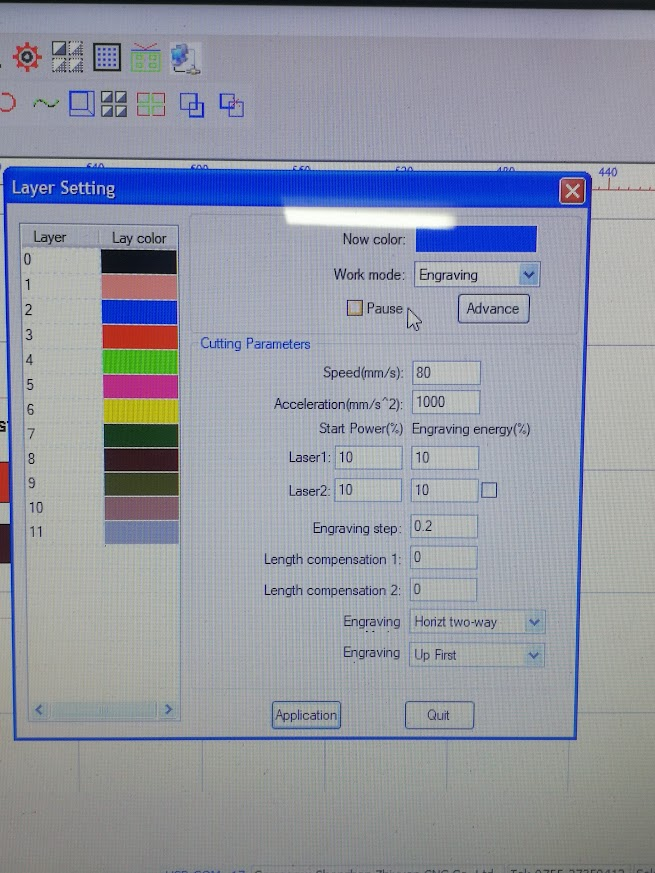 440
Layer Setting
Layer Lay color
Now color:
0
1
Work mode: Engraving
2
Pause Advance
3
Cutting Parameters
4
Speed(mm/s): 80
5
Acceleration(mm/s^2): 1000
6
Start Power(%) Engraving energy(%)
7
Laser1: 10 10
8
Laser2: 10 10
9
10
Engraving step: 0.2
11
Length compensation 1: 0
Length compensation 2: 0
Engraving Horizt two-way
Engraving Up First
Application Quit